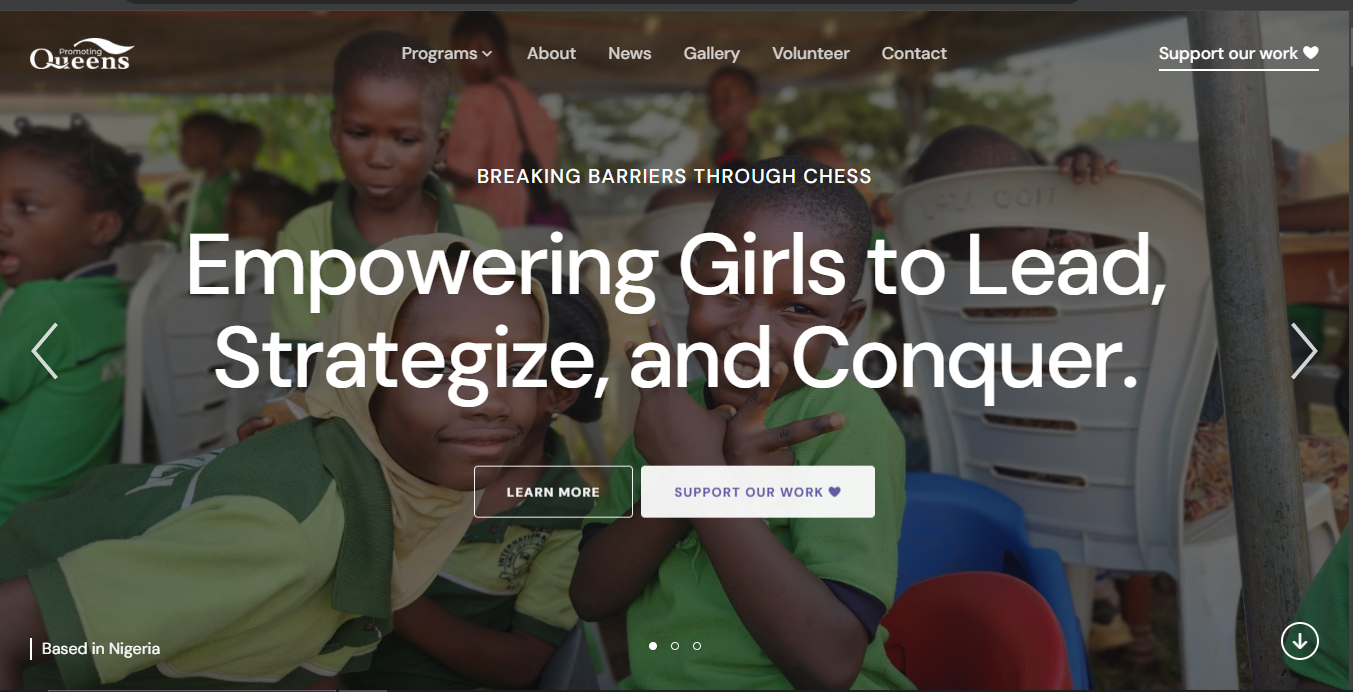 Promoting
Queens
Programs
About
News
Gallery
Volunteer
Contact
Support our work
BREAKING BARRIERS THROUGH CHESS
Empowering Girls to Lead,
Strategize, and Conquer.
LEARN MORE
SUPPORT OUR WORK
Based in Nigeria